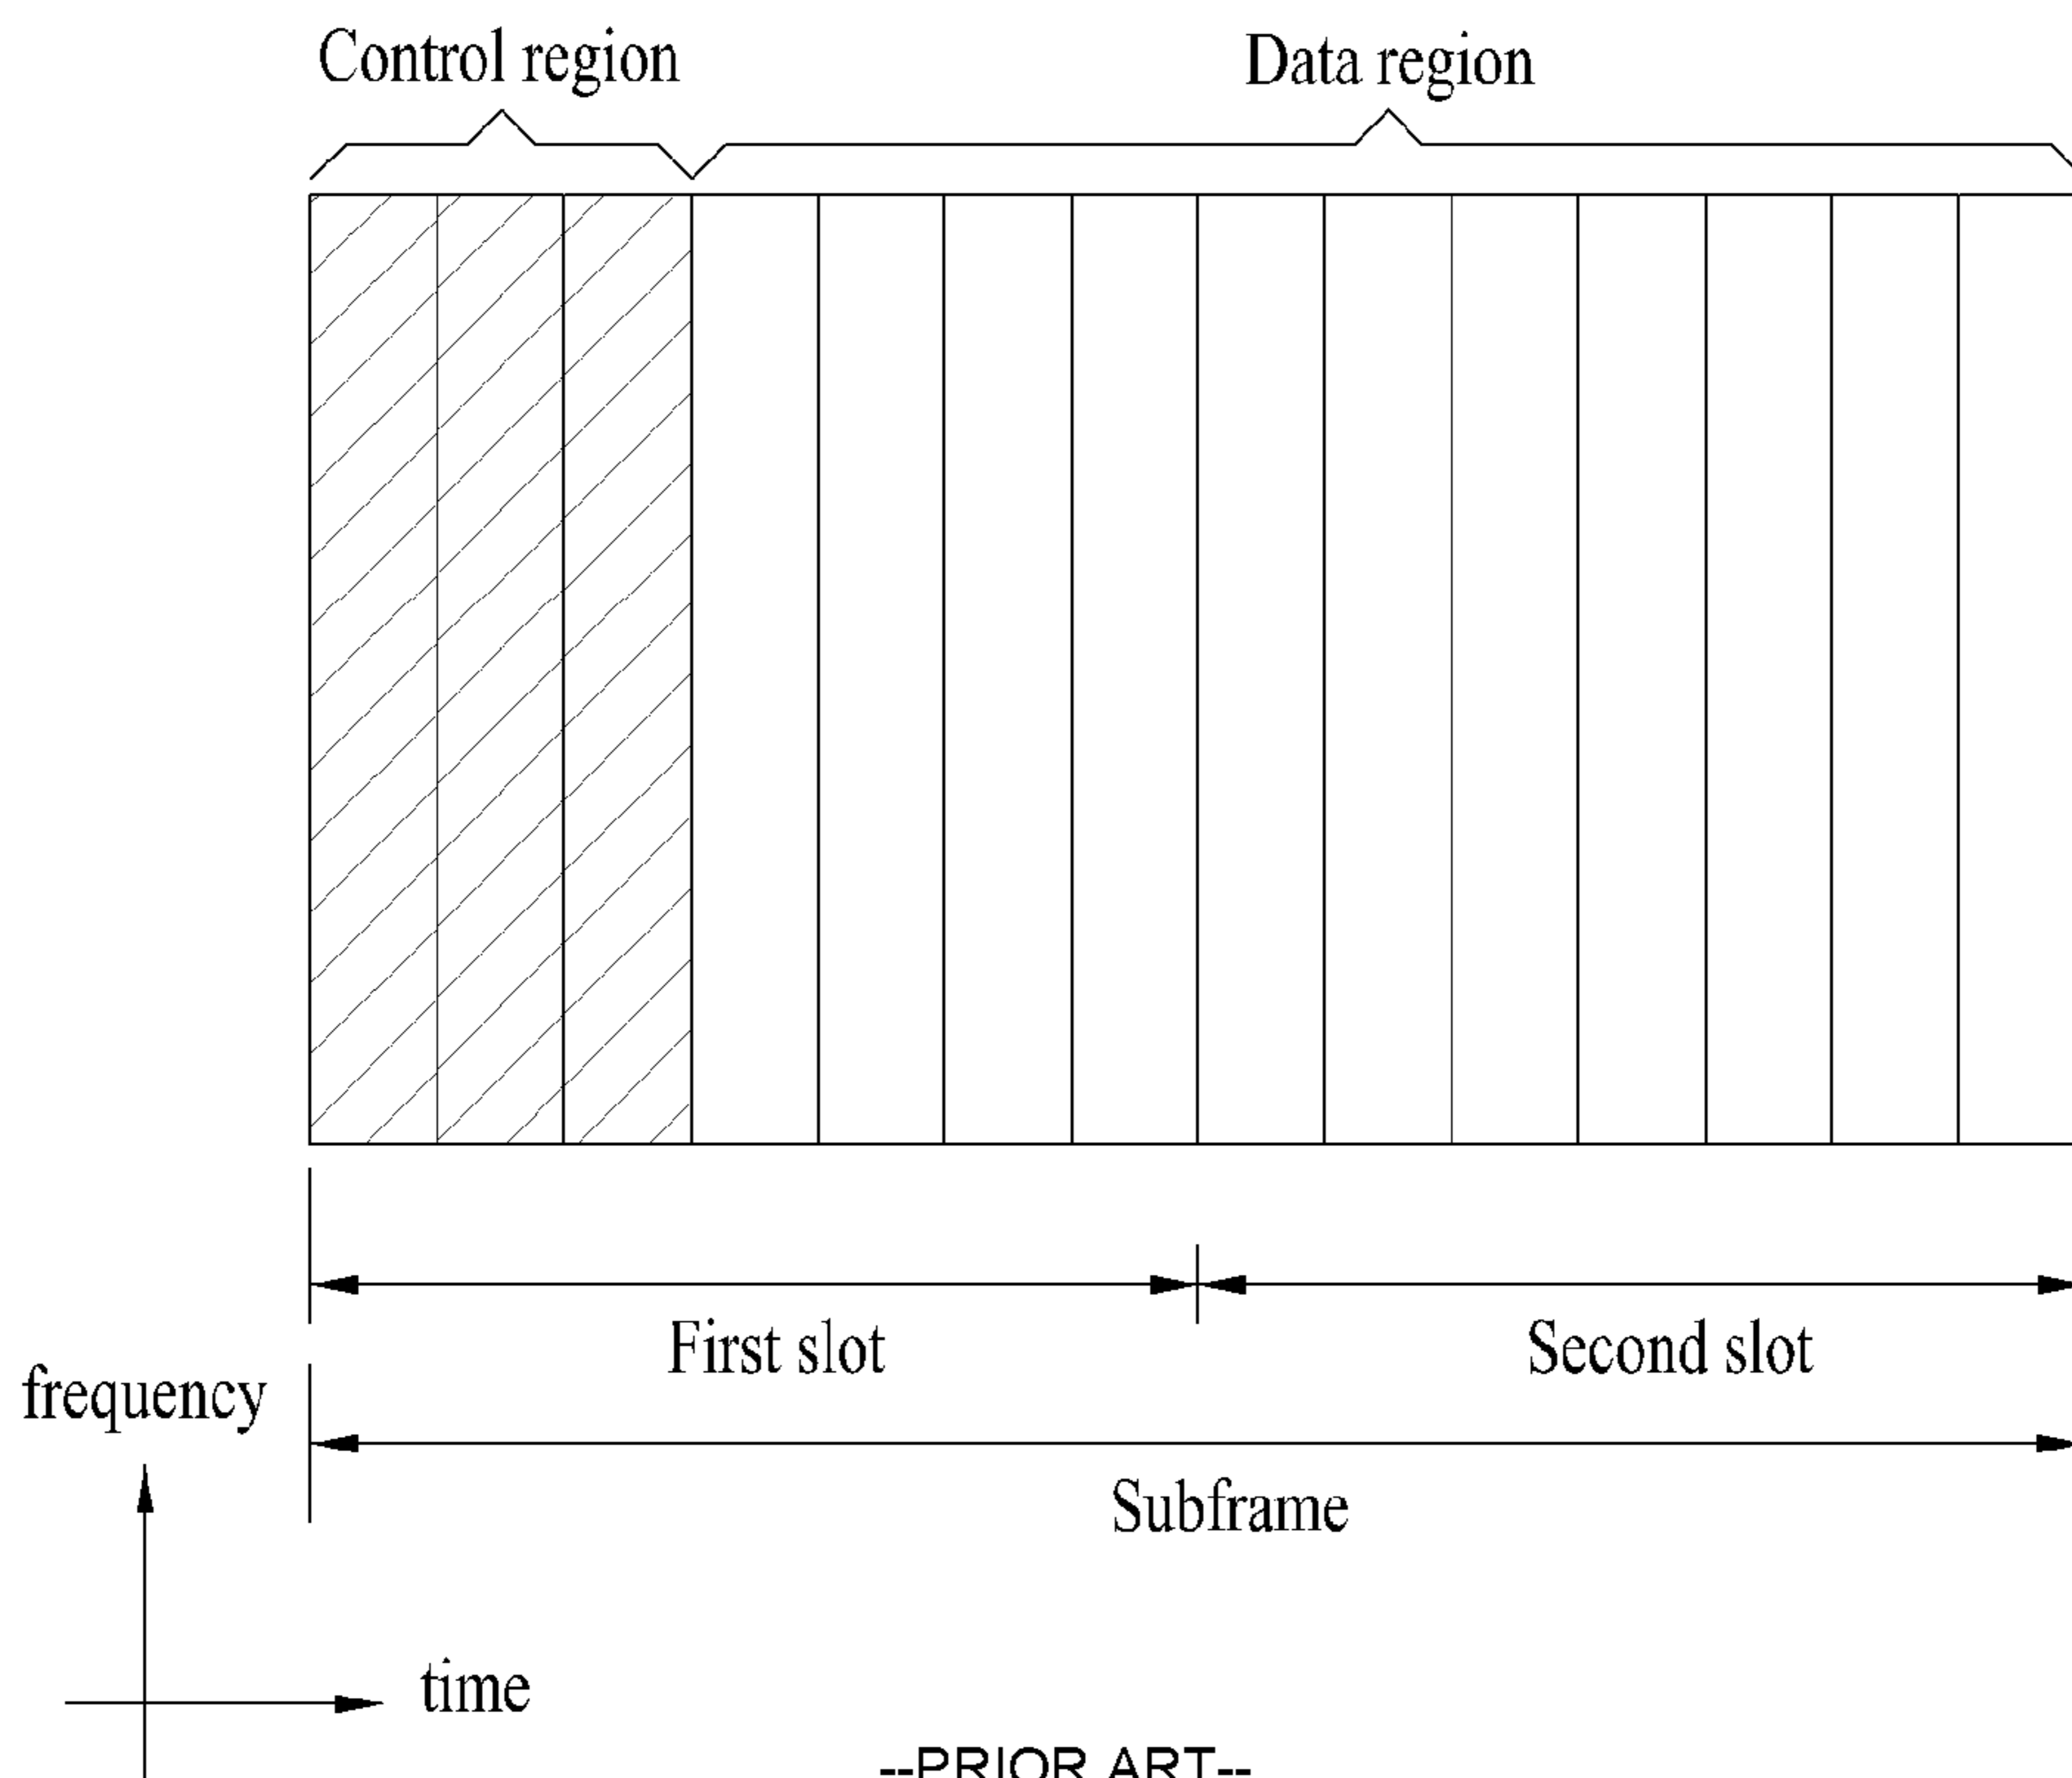 Control region
Data region
First slot
Second slot
frequency
Subframe
time
--PRIOR ART--